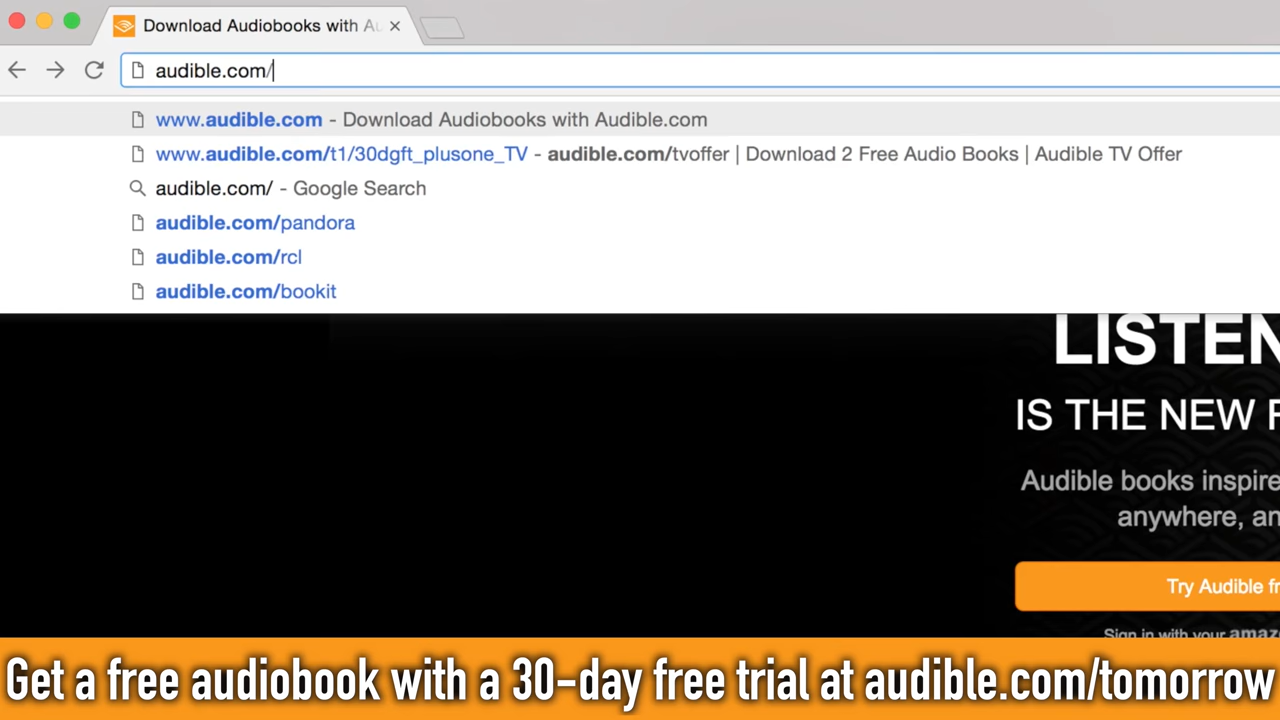 Download Audiobooks with Au
audible.com/
www.audible.com - Download Audiobooks with Audible.com
www.audible.com/t1/30dgft_plusone_TV - audible.com/tvoffer | Download 2 Free Audio Books | Audible TV Offer
audible.com/ - Google Search
audible.com/pandora
audible.com/rcl
audible.com/bookit
LISTEN
IS THE NEW
Audible books inspire
anywhere, an
Try Audible fr
Sign in with your amaz
Get a free audiobook with a 30-day free trial at audible.com/tomorrow